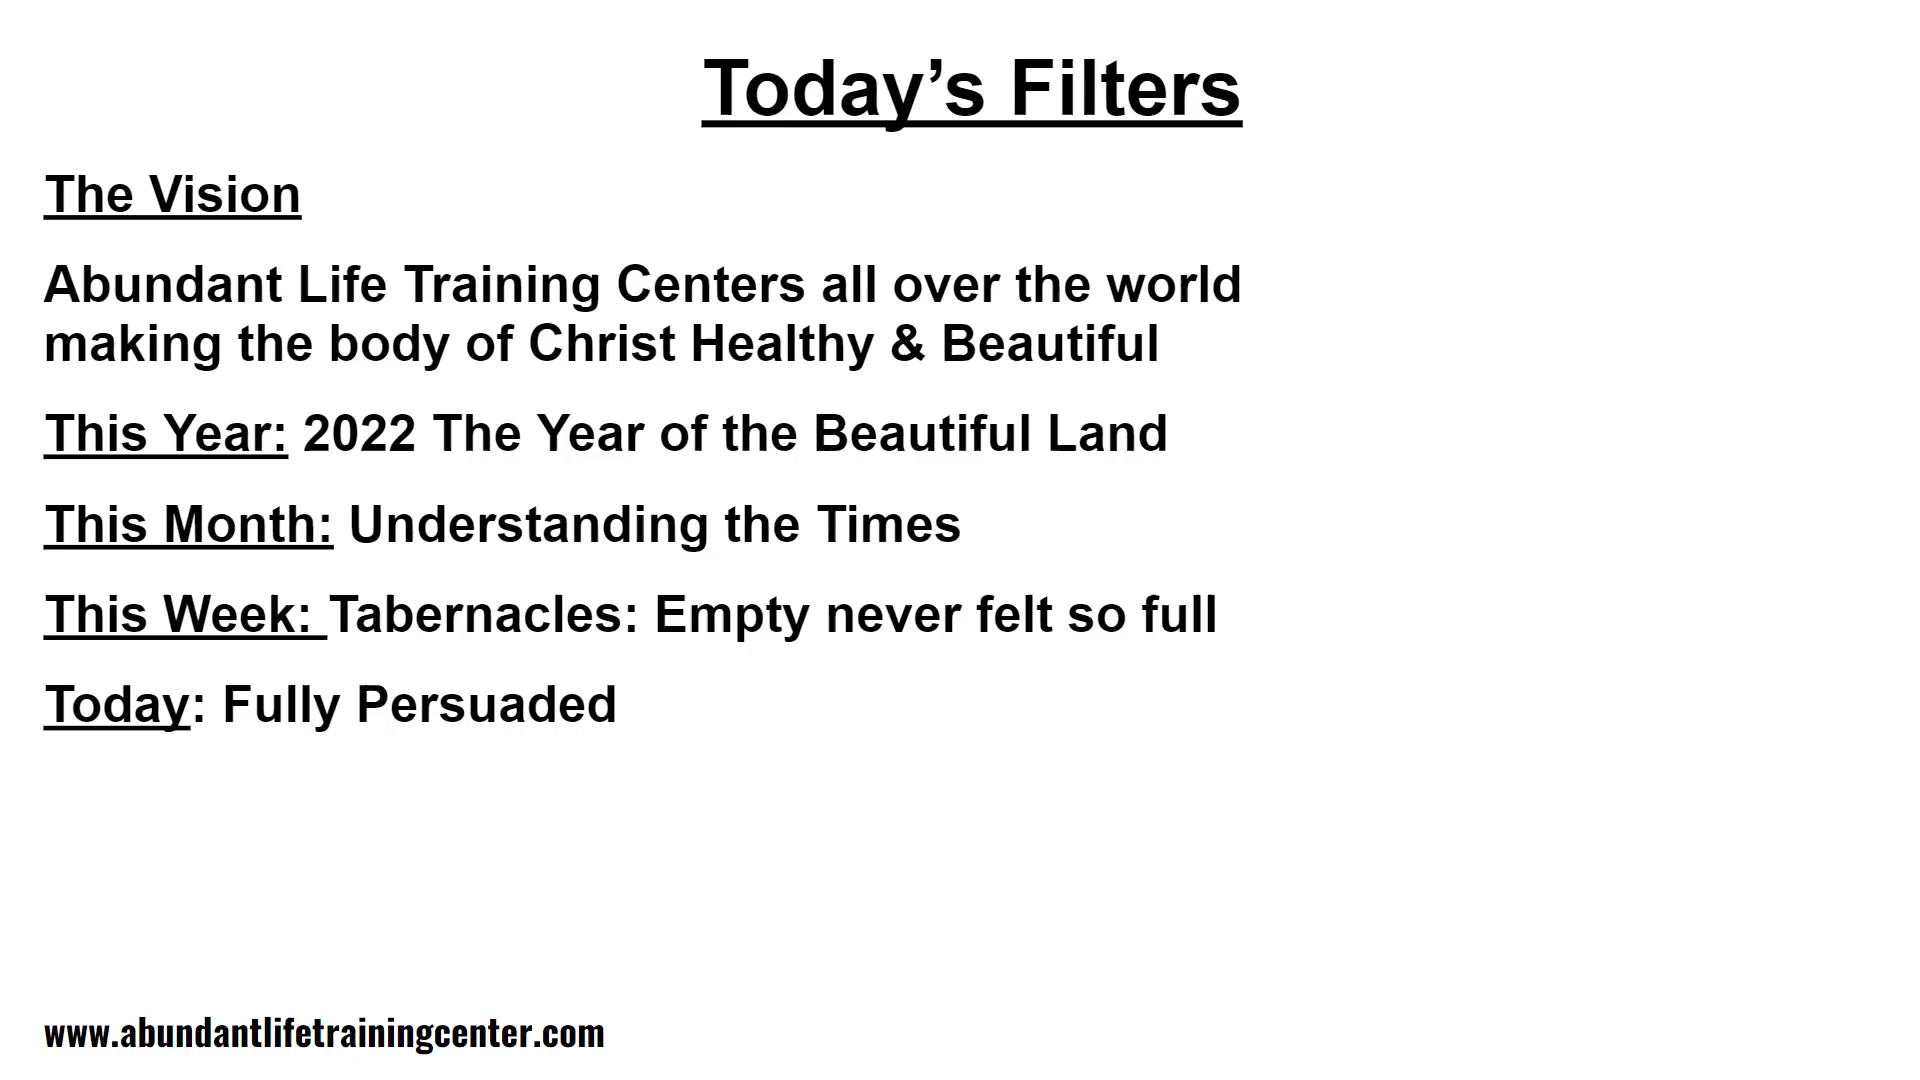 Today’s Filters
The Vision
Abundant Life Training Centers all over the world
making the body of Christ Healthy & Beautiful
This Year: 2022 The Year of the Beautiful Land
This Month: Understanding the Times
This Week: Tabernacles: Empty never felt so full
Today: Fully Persuaded
www.abundantlifetrainingcenter.com